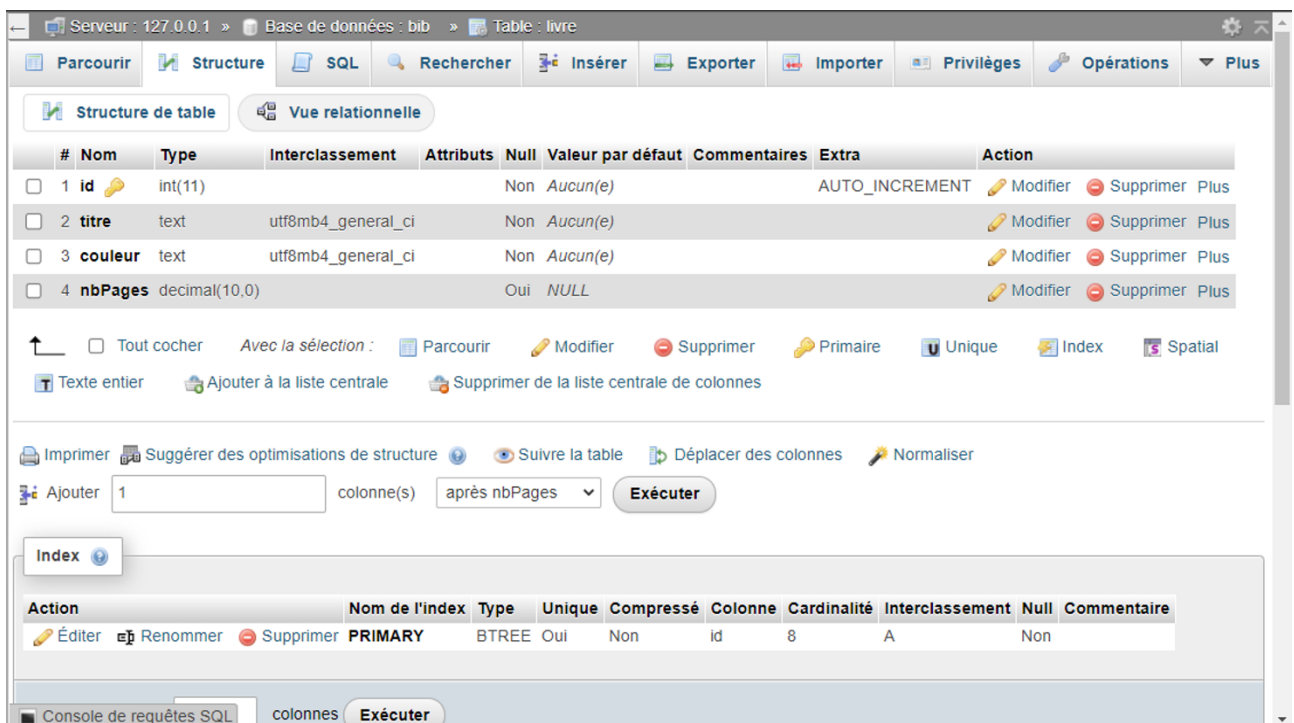 ← Serveur : 127.0.0.1 » Base de données : bib » Table : livre
Parcourir Structure SQL Rechercher Insérer Exporter Importer Privilèges Opérations Plus
Structure de table Vue relationnelle
# Nom Type Interclassement Attributs Null Valeur par défaut Commentaires Extra Action
1 id int(11) Non Aucun(e) AUTO_INCREMENT Modifier Supprimer Plus
2 titre text utf8mb4_general_ci Non Aucun(e) Modifier Supprimer Plus
3 couleur text utf8mb4_general_ci Non Aucun(e) Modifier Supprimer Plus
4 nbPages decimal(10,0) Oui NULL Modifier Supprimer Plus
Tout cocher Avec la sélection : Parcourir Modifier Supprimer Primaire Unique Index Spatial
Texte entier Ajouter à la liste centrale Supprimer de la liste centrale de colonnes
Imprimer Suggérer des optimisations de structure Suivre la table Déplacer des colonnes Normaliser
Ajouter 1 colonne(s) après nbPages Exécuter
Index
Action Nom de l'index Type Unique Compressé Colonne Cardinalité Interclassement Null Commentaire
Éditer Renommer Supprimer PRIMARY BTREE Oui Non id 8 A Non
Console de requêtes SQL colonnes Exécuter